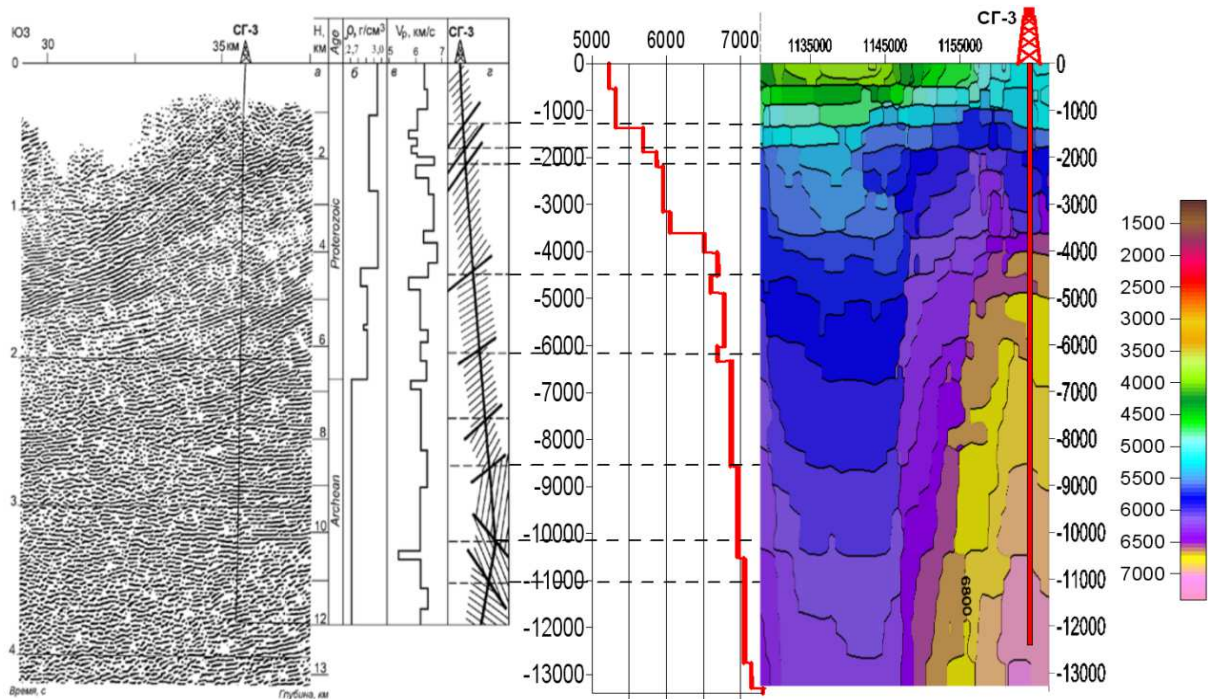 ЮЗ
30
СГ-3
35 км
0
1
2
3
4
Время, с
Глубина, км
Н, км
а
2
4
6
8
10
12
13
Age
Proterozoic
Archean
ρ, г/см³
2,7 3,0
б
Vp, км/с
5 6 7
в
СГ-3
г
5000 6000 7000
0
-1000
-2000
-3000
-4000
-5000
-6000
-7000
-8000
-9000
-10000
-11000
-12000
-13000
СГ-3
1135000 1145000 1155000
6800
0
-1000
-2000
-3000
-4000
-5000
-6000
-7000
-8000
-9000
-10000
-11000
-12000
-13000
1500
2000
2500
3000
3500
4000
4500
5000
5500
6000
6500
7000